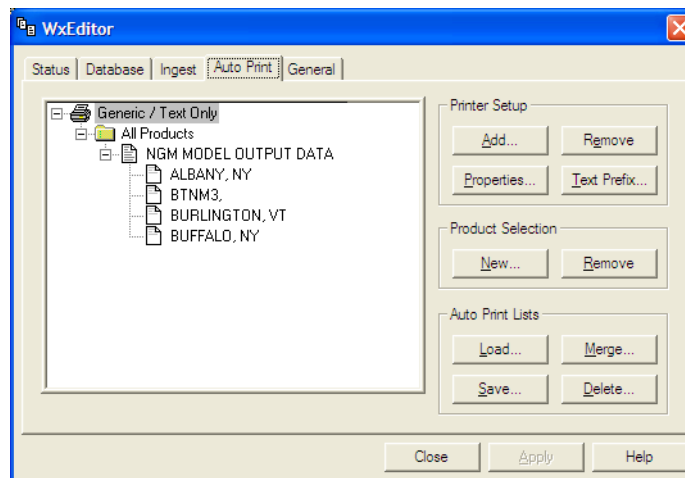 WxEditor
Status Database Ingest Auto Print General
Generic / Text Only
All Products
NGM MODEL OUTPUT DATA
ALBANY, NY
BTNM3,
BURLINGTON, VT
BUFFALO, NY
Printer Setup
Add... Remove
Properties... Text Prefix...
Product Selection
New... Remove
Auto Print Lists
Load... Merge...
Save... Delete...
Close Apply Help